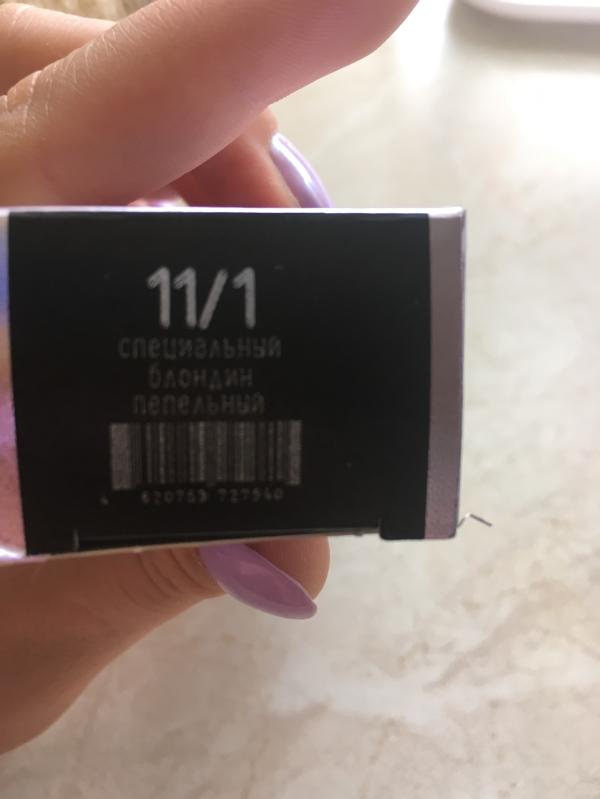 11/1
специальный
блондин
пепельный
4 620753 727540